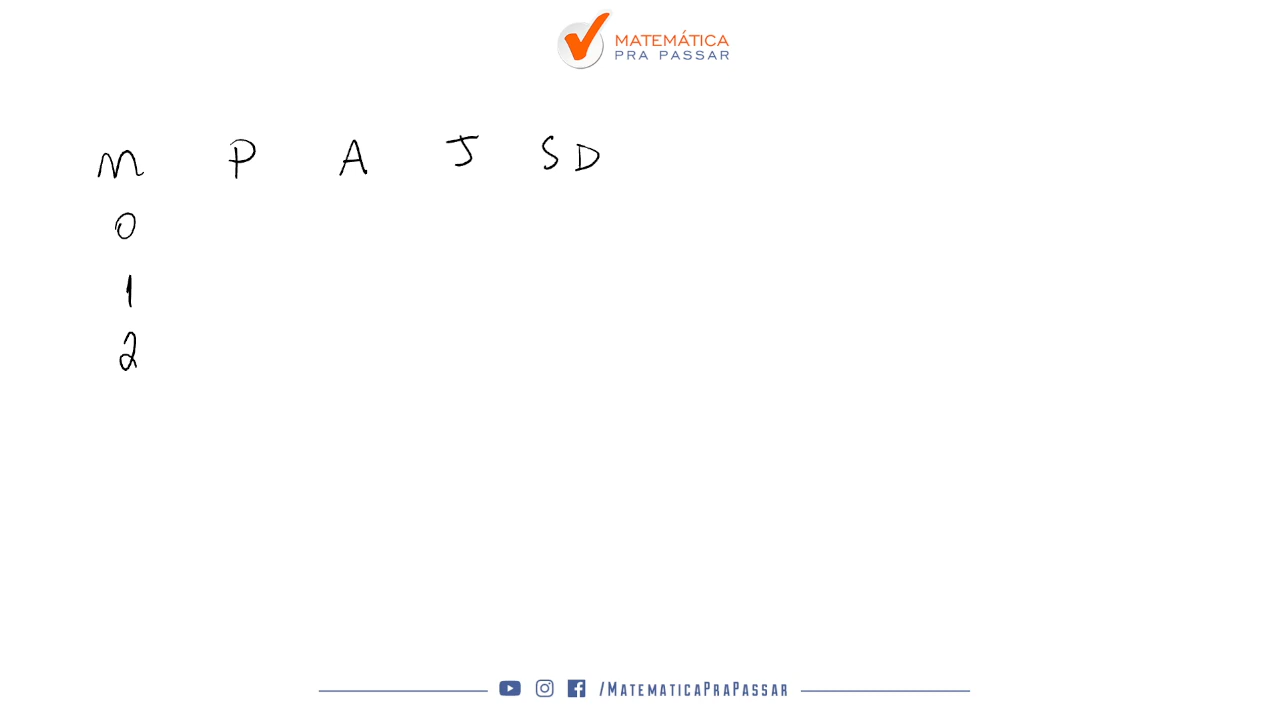 MATEMÁTICA
PRA PASSAR
M P A J SD
0
1
2
/MATEMATICAPRAPASSAR